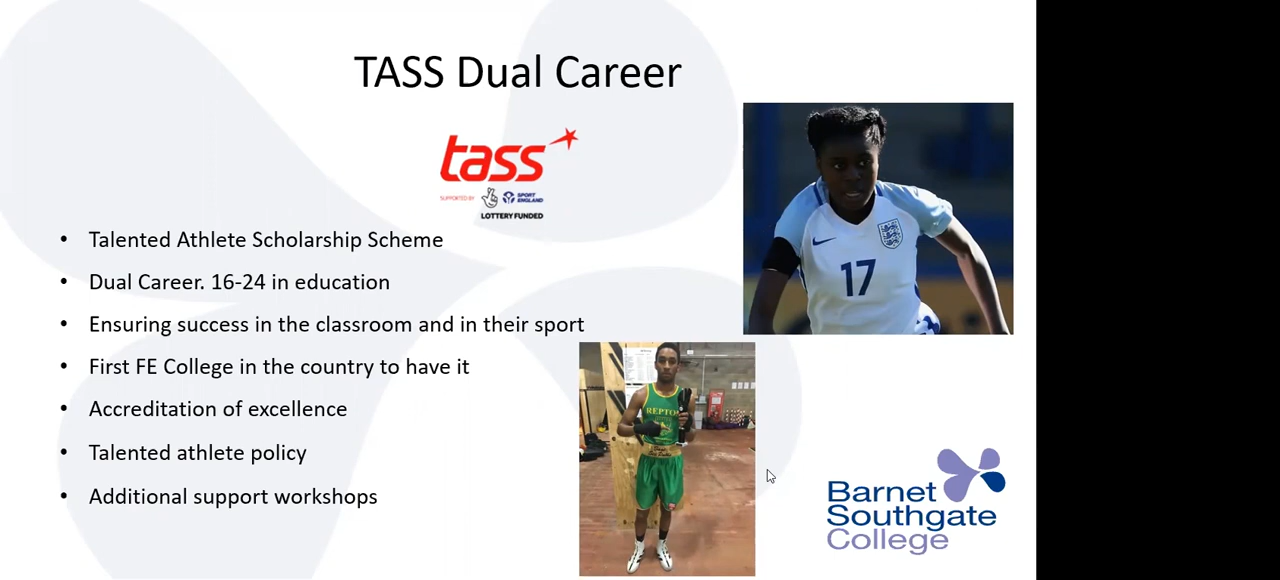 TASS Dual Career
tass
SUPPORTED BY
SPORT
ENGLAND
LOTTERY FUNDED
• Talented Athlete Scholarship Scheme
• Dual Career. 16-24 in education
• Ensuring success in the classroom and in their sport
• First FE College in the country to have it
• Accreditation of excellence
• Talented athlete policy
• Additional support workshops
17
REPTO
Barnet
Southgate
College